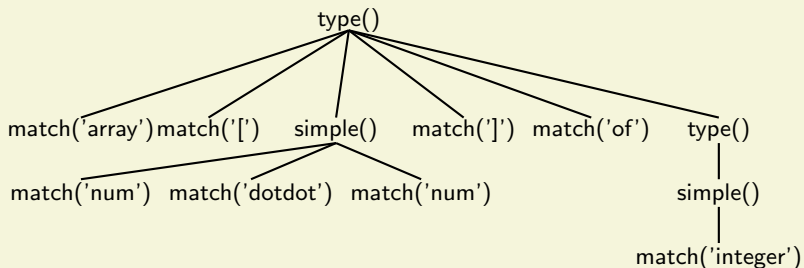 type()
match('array') match('[') simple() match(']') match('of') type()
match('num') match('dotdot') match('num') simple()
match('integer')